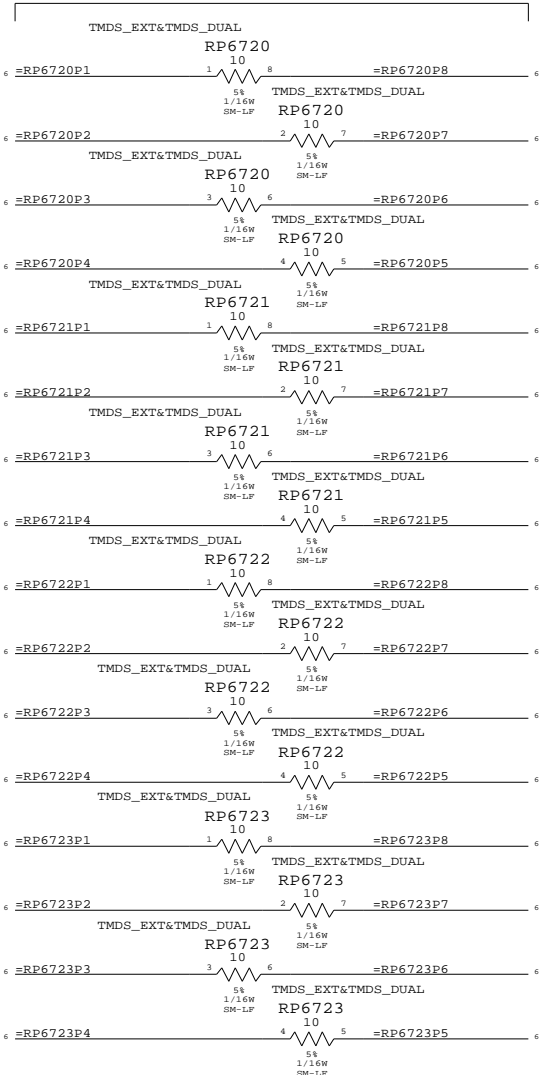 TMDS_EXT&TMDS_DUAL
RP6720
10
6 =RP6720P1 1 8 =RP6720P8 6
5%
1/16W
SM-LF
TMDS_EXT&TMDS_DUAL
RP6720
10
6 =RP6720P2 2 7 =RP6720P7 6
5%
1/16W
SM-LF
TMDS_EXT&TMDS_DUAL
RP6720
10
6 =RP6720P3 3 6 =RP6720P6 6
5%
1/16W
SM-LF
TMDS_EXT&TMDS_DUAL
RP6720
10
6 =RP6720P4 4 5 =RP6720P5 6
5%
1/16W
SM-LF
TMDS_EXT&TMDS_DUAL
RP6721
10
6 =RP6721P1 1 8 =RP6721P8 6
5%
1/16W
SM-LF
TMDS_EXT&TMDS_DUAL
RP6721
10
6 =RP6721P2 2 7 =RP6721P7 6
5%
1/16W
SM-LF
TMDS_EXT&TMDS_DUAL
RP6721
10
6 =RP6721P3 3 6 =RP6721P6 6
5%
1/16W
SM-LF
TMDS_EXT&TMDS_DUAL
RP6721
10
6 =RP6721P4 4 5 =RP6721P5 6
5%
1/16W
SM-LF
TMDS_EXT&TMDS_DUAL
RP6722
10
6 =RP6722P1 1 8 =RP6722P8 6
5%
1/16W
SM-LF
TMDS_EXT&TMDS_DUAL
RP6722
10
6 =RP6722P2 2 7 =RP6722P7 6
5%
1/16W
SM-LF
TMDS_EXT&TMDS_DUAL
RP6722
10
6 =RP6722P3 3 6 =RP6722P6 6
5%
1/16W
SM-LF
TMDS_EXT&TMDS_DUAL
RP6722
10
6 =RP6722P4 4 5 =RP6722P5 6
5%
1/16W
SM-LF
TMDS_EXT&TMDS_DUAL
RP6723
10
6 =RP6723P1 1 8 =RP6723P8 6
5%
1/16W
SM-LF
TMDS_EXT&TMDS_DUAL
RP6723
10
6 =RP6723P2 2 7 =RP6723P7 6
5%
1/16W
SM-LF
TMDS_EXT&TMDS_DUAL
RP6723
10
6 =RP6723P3 3 6 =RP6723P6 6
5%
1/16W
SM-LF
TMDS_EXT&TMDS_DUAL
RP6723
10
6 =RP6723P4 4 5 =RP6723P5 6
5%
1/16W
SM-LF